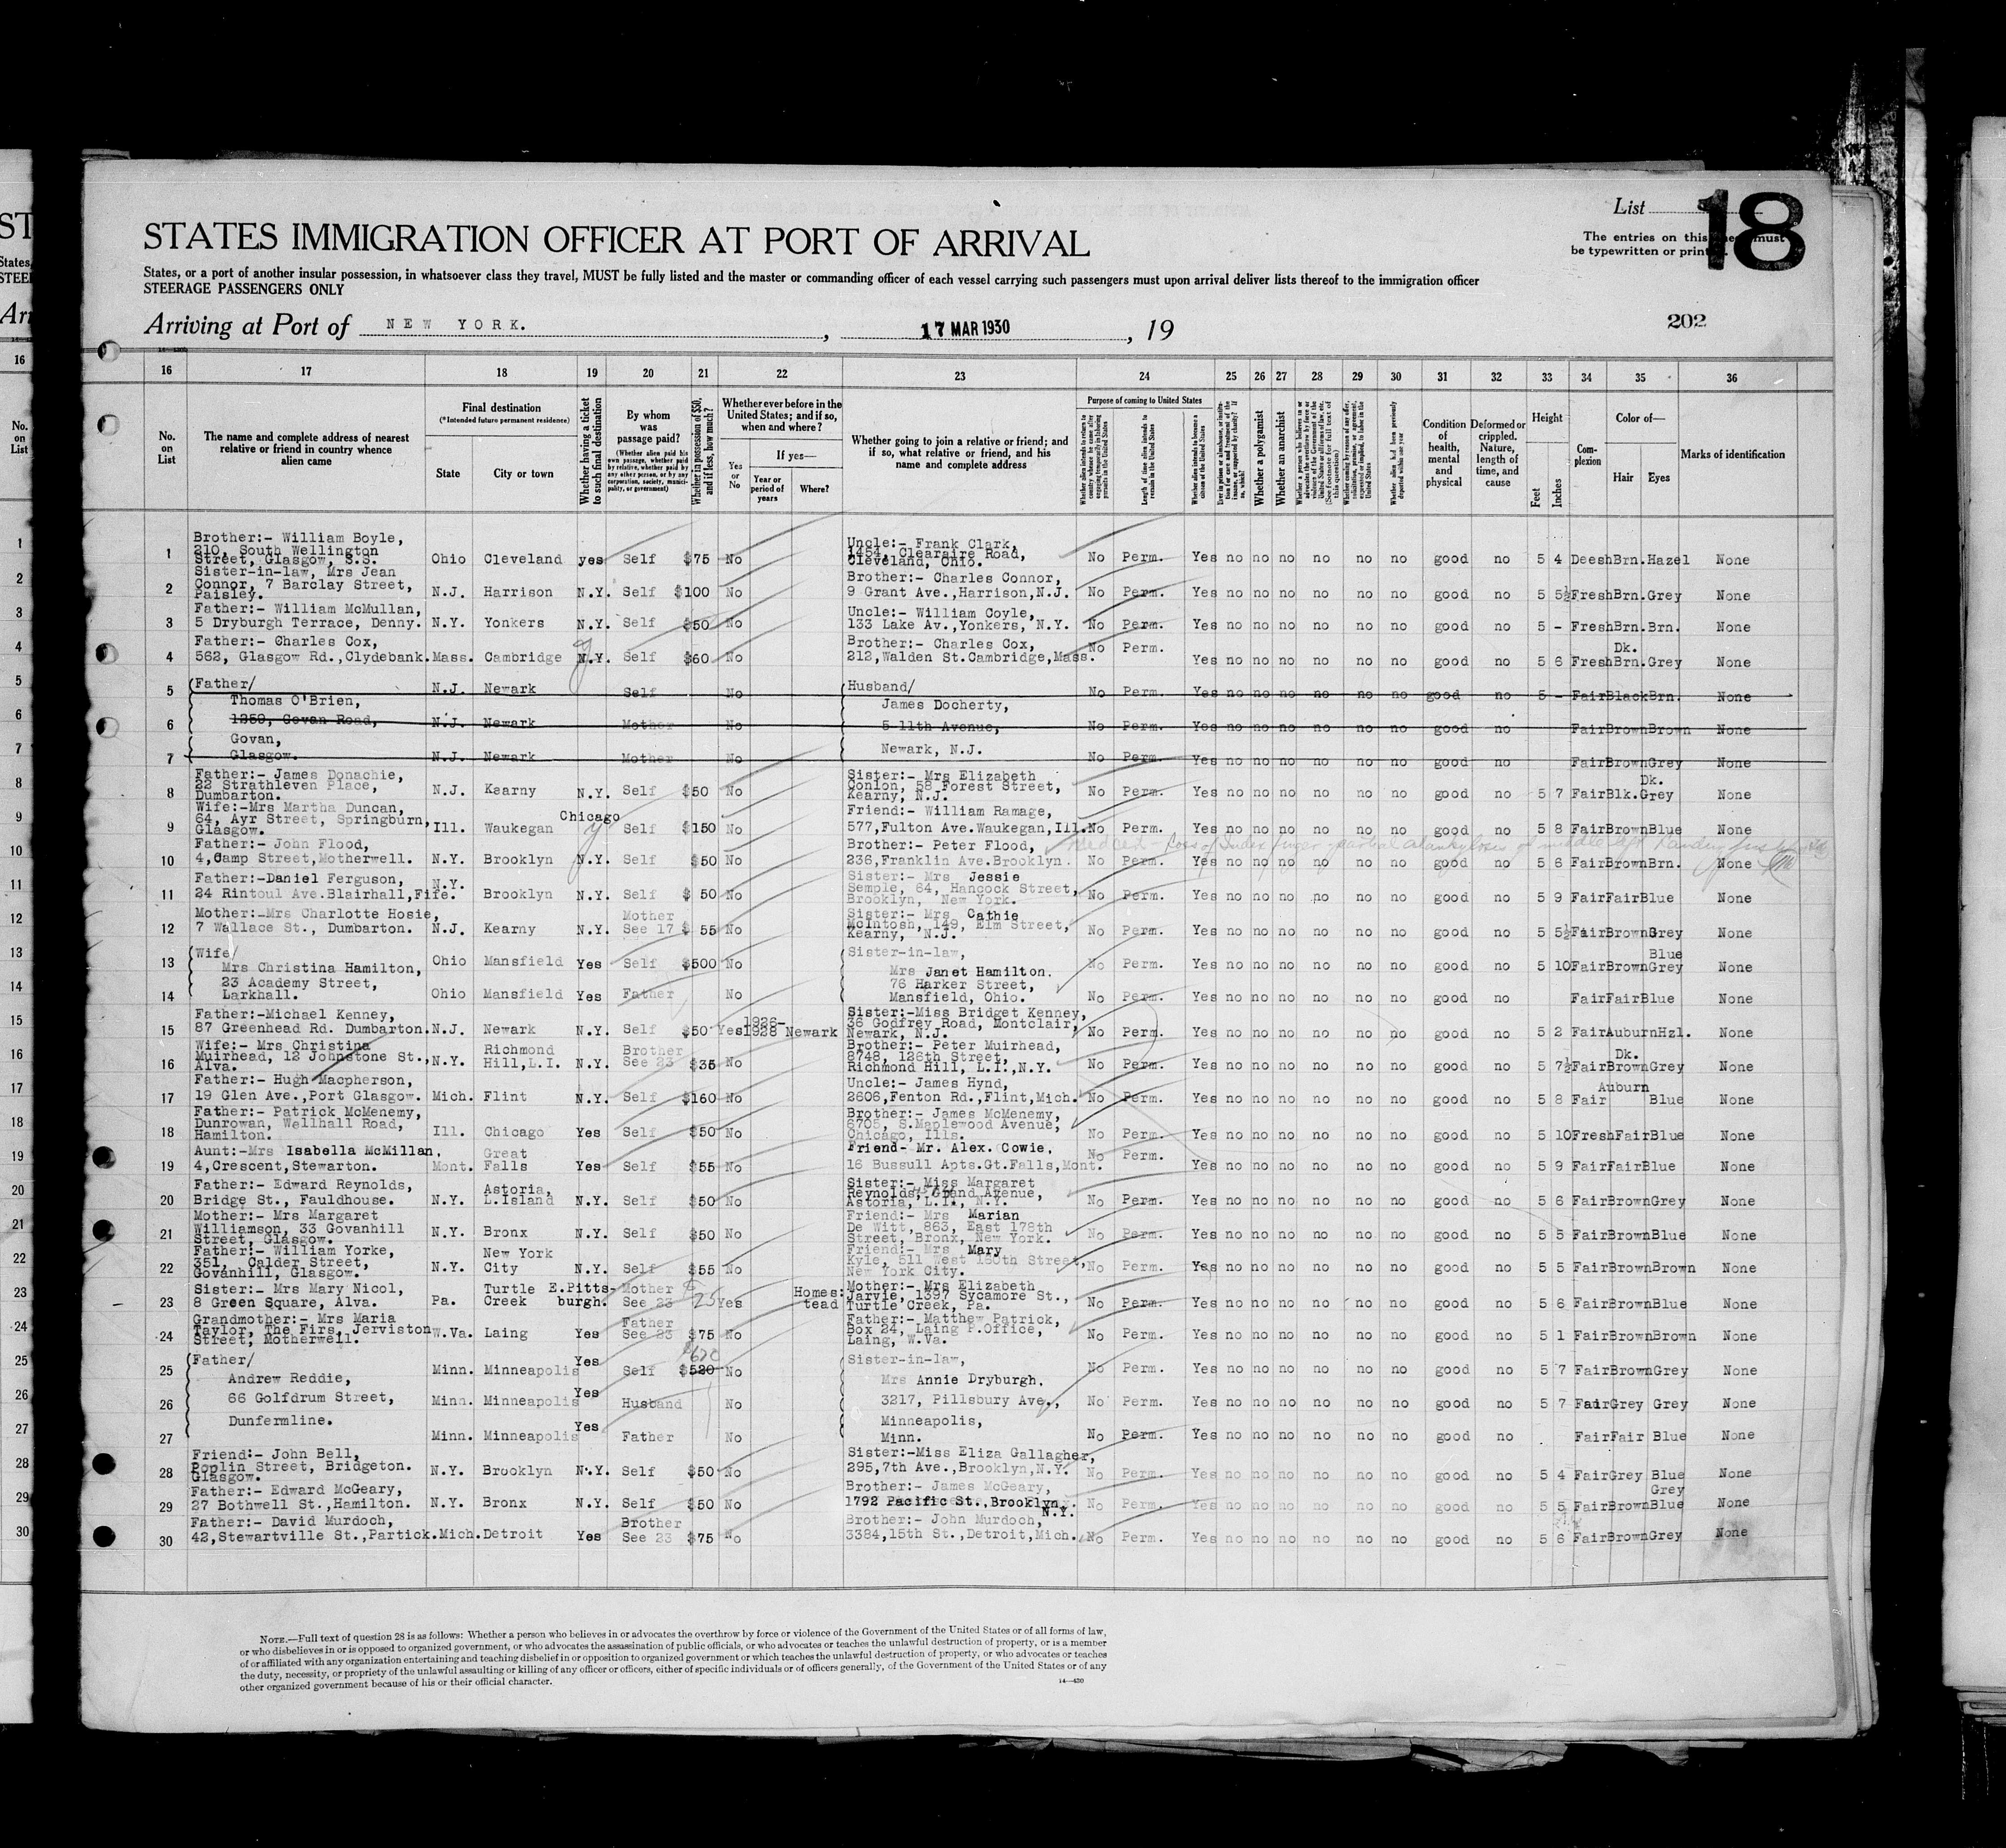 List 18
STATES IMMIGRATION OFFICER AT PORT OF ARRIVAL
The entries on this must
be typewritten or
States, or a port of another insular possession, in whatsoever class they travel, MUST be fully listed and the master or commanding officer of each vessel carrying such passengers must upon arrival deliver lists thereof to the immigration officer
STEERAGE PASSENGERS ONLY
Arriving at Port of NEW YORK. , 17 MAR 1930 , 19
202
16 17 18 19 20 21 22 23 24 25 26 27 28 29 30 31 32 33 34 35 36
No. on List
The name and complete address of nearest relative or friend in country whence alien came
Final destination
(*Intended future permanent residence)
State
City or town
Whether having a ticket to such final destination
By whom was passage paid?
(Whether alien paid his own passage, whether paid by relative, whether paid by any other person, or by any corporation, society, municipality, or government)
Whether in possession of $50, and if less, how much?
Whether ever before in the United States; and if so, when and where?
Yes or No
If yes—
Year or period of years
Where?
Whether going to join a relative or friend; and if so, what relative or friend, and his name and complete address
Purpose of coming to United States
Length of time alien intends to remain in the United States
Whether a polygamist
Whether an anarchist
Condition of health, mental and physical
Deformed or crippled. Nature, length of time, and cause
Height
Feet
Inches
Complexion
Color of—
Hair
Eyes
Marks of identification
1 Brother:- William Boyle, 210, South Wellington Street, Glasgow, S.S. Ohio Cleveland yes Self $75 No Uncle:- Frank Clark, 1454, Clearaire Road, Cleveland, Ohio. No Perm. Yes no no no no no no good no 5 4 Deesh Brn. Hazel None
2 Sister-in-law, Mrs Jean Connor, 7 Barclay Street, Paisley. N.J. Harrison N.Y. Self $100 No Brother:- Charles Connor, 9 Grant Ave.,Harrison,N.J. No Perm. Yes no no no no no no good no 5 5½ Fresh Brn. Grey None
3 Father:- William McMullan, 5 Dryburgh Terrace, Denny. N.Y. Yonkers N.Y. Self $50 No Uncle:- William Coyle, 133 Lake Av.,Yonkers, N.Y. No Perm. Yes no no no no no no good no 5 - Fresh Brn. Brn. None
4 Father:- Charles Cox, 562, Glasgow Rd.,Clydebank. Mass. Cambridge N.Y. Self $60 No Brother:- Charles Cox, 212,Walden St.Cambridge,Mass. No Perm. Yes no no no no no no good no 5 6 Fresh Dk. Brn. Grey None
5 Father/ N.J. Newark Self No Husband/ No Perm. Yes no no no no no no good no 5 - Fair Black Brn. None
Thomas O'Brien, James Docherty,
6 1250, Govan Road, N.J. Newark Mother No 5 11th Avenue, No Perm. Yes no no no no no no good no Fair Brown Brown None
Govan, Newark, N.J.
7 Glasgow. N.J. Newark Mother No No Perm. Yes no no no no no no good no Fair Brown Grey None
8 Father:- James Donachie, 22 Strathleven Place, Dumbarton. N.J. Kearny N.Y. Self $50 No Sister:- Mrs Elizabeth Conlon, 58 Forest Street, Kearny, N.J. No Perm. Yes no no no no no no good no 5 7 Fair Blk. Dk. Grey None
9 Wife:-Mrs Martha Duncan, 64, Ayr Street, Springburn, Glasgow. Ill. Waukegan Chicago y Self $150 No Friend:- William Ramage, 577,Fulton Ave.Waukegan,Ill. No Perm. Yes no no no no no no good no 5 8 Fair Brown Blue None
10 Father:- John Flood, 4,Camp Street,Motherwell. N.Y. Brooklyn N.Y. Self $50 No Brother:- Peter Flood, 236,Franklin Ave.Brooklyn. No Perm. Yes no no no no no no good no 5 6 Fair Brown Brn. None
11 Father:-Daniel Ferguson, 24 Rintoul Ave.Blairhall,Fife. N.Y. Brooklyn N.Y. Self $ 50 No Sister:- Mrs Jessie Semple, 64, Hancock Street, Brooklyn, New York. No Perm. Yes no no no no no no good no 5 9 Fair Fair Blue None
12 Mother:-Mrs Charlotte Hosie, 7 Wallace St., Dumbarton. N.J. Kearny N.Y. Mother See 17 $ 55 No Sister:- Mrs Cathie McIntosh, 149, Elm Street, Kearny, N.J. No Perm. Yes no no no no no no good no 5 5½ Fair Brown Grey None
13 Wife/ Mrs Christina Hamilton, Ohio Mansfield Yes Self $500 No Sister-in-law, Mrs Janet Hamilton. No Perm. Yes no no no no no no good no 5 10 Fair Brown Blue Grey None
14 23 Academy Street, Larkhall. Ohio Mansfield Yes Father No 76 Harker Street, Mansfield, Ohio. No Perm. Yes no no no no no no good no Fair Fair Blue None
15 Father:-Michael Kenney, 87 Greenhead Rd. Dumbarton. N.J. Newark N.Y. Self $50 Yes 1926-1928 Newark Sister:-Miss Bridget Kenney, 36 Godfrey Road, Montclair, Newark, N.J. No Perm. Yes no no no no no no good no 5 2 Fair Auburn Hzl. None
16 Wife:- Mrs Christina Muirhead, 12 Johnstone St., Alva. N.Y. Richmond Hill,L.I. N.Y. Brother See 23 $35 No Brother:- Peter Muirhead, 8748, 126th Street, Richmond Hill, L.I.,N.Y. No Perm. Yes no no no no no no good no 5 7½ Fair Dk. Brown Grey None
17 Father:- Hugh Macpherson, 19 Glen Ave.,Port Glasgow. Mich. Flint N.Y. Self $160 No Uncle:- James Hynd, 2606,Fenton Rd.,Flint,Mich. No Perm. Yes no no no no no no good no 5 8 Fair Auburn Blue None
18 Father:- Patrick McMenemy, Dunrowan, Wellhall Road, Hamilton. Ill. Chicago Yes Self $50 No Brother:- James McMenemy, 6705, S.Maplewood Avenue, Chicago, Ills. No Perm. Yes no no no no no no good no 5 10 Fresh Fair Blue None
19 Aunt:-Mrs Isabella McMillan. 4,Crescent,Stewarton. Mont. Great Falls Yes Self $55 No Friend- Mr. Alex. Cowie. 16 Bussull Apts.Gt.Falls,Mont. No Perm. Yes no no no no no no good no 5 9 Fair Fair Blue None
20 Father:- Edward Reynolds, Bridge St., Fauldhouse. N.Y. Astoria, L.Island N.Y. Self $50 No Sister:- Miss Margaret Reynolds, Grand Avenue, Astoria, L.I., N.Y. No Perm. Yes no no no no no no good no 5 6 Fair Brown Grey None
21 Mother:- Mrs Margaret Williamson, 33 Govanhill Street, Glasgow. N.Y. Bronx N.Y. Self $50 No Friend:- Mrs Marian De Witt, 863, East 178th Street, Bronx, New York. No Perm. Yes no no no no no no good no 5 5 Fair Brown Blue None
22 Father:- William Yorke, 351, Calder Street, Govanhill, Glasgow. N.Y. New York City N.Y. Self $55 No Friend:- Mrs Mary Kyle, 511 West 180th Street, New York City. No Perm. Yes no no no no no no good no 5 5 Fair Brown Brown None
23 Sister:- Mrs Mary Nicol, 8 Green Square, Alva. Pa. Turtle Creek E.Pittsburgh. Mother See 23 25 Yes Homestead Mother:- Mrs Elizabeth Jarvie, 1397 Sycamore St., Turtle Creek, Pa. No Perm. Yes no no no no no no good no 5 6 Fair Brown Blue None
24 Grandmother:- Mrs Maria Taylor, The Firs, Jerviston Street, Motherwell. W.Va. Laing Yes Father See 23 $75 No Father:- Matthew Patrick, Box 24, Laing P.Office, Laing, W.Va. No Perm. Yes no no no no no no good no 5 1 Fair Brown Brown None
25 Father/ Andrew Reddie, Minn. Minneapolis Yes Self $520 No Sister-in-law, Mrs Annie Dryburgh. No Perm. Yes no no no no no no good no 5 7 Fair Brown Grey None
26 66 Golfdrum Street, Minn. Minneapolis Yes Husband No 3217, Pillsbury Ave., No Perm. Yes no no no no no no good no 5 7 Fair Grey Grey None
27 Dunfermline. Minn. Minneapolis Yes Father No Minneapolis, Minn. No Perm. Yes no no no no no no good no Fair Fair Blue None
28 Friend:- John Bell, Poplin Street, Bridgeton. Glasgow. N.Y. Brooklyn N.Y. Self $50 No Sister:-Miss Eliza Gallagher, 295,7th Ave.,Brooklyn,N.Y. No Perm. Yes no no no no no no good no 5 4 Fair Grey Blue None
29 Father:- Edward McGeary, 27 Bothwell St.,Hamilton. N.Y. Bronx N.Y. Self $50 No Brother:- James McGeary, 1792 Pacific St.,Brooklyn, N.Y. No Perm. Yes no no no no no no good no 5 5 Fair Brown Grey Blue None
30 Father:- David Murdoch, 42,Stewartville St.,Partick. Mich. Detroit Yes Brother See 23 $75 No Brother:- John Murdoch, 3384,15th St.,Detroit,Mich. No Perm. Yes no no no no no no good no 5 6 Fair Brown Grey None
NOTE.—Full text of question 28 is as follows: Whether a person who believes in or advocates the overthrow by force or violence of the Government of the United States or of all forms of law,
or who disbelieves in or is opposed to organized government, or who advocates the assassination of public officials, or who advocates or teaches the unlawful destruction of property, or is a member
of or affiliated with any organization entertaining and teaching disbelief in or opposition to organized government or which teaches the unlawful destruction of property, or who advocates or teaches
the duty, necessity, or propriety of the unlawful assaulting or killing of any officer or officers, either of specific individuals or of officers generally, of the Government of the United States or of any
other organized government because of his or their official character.
14—430